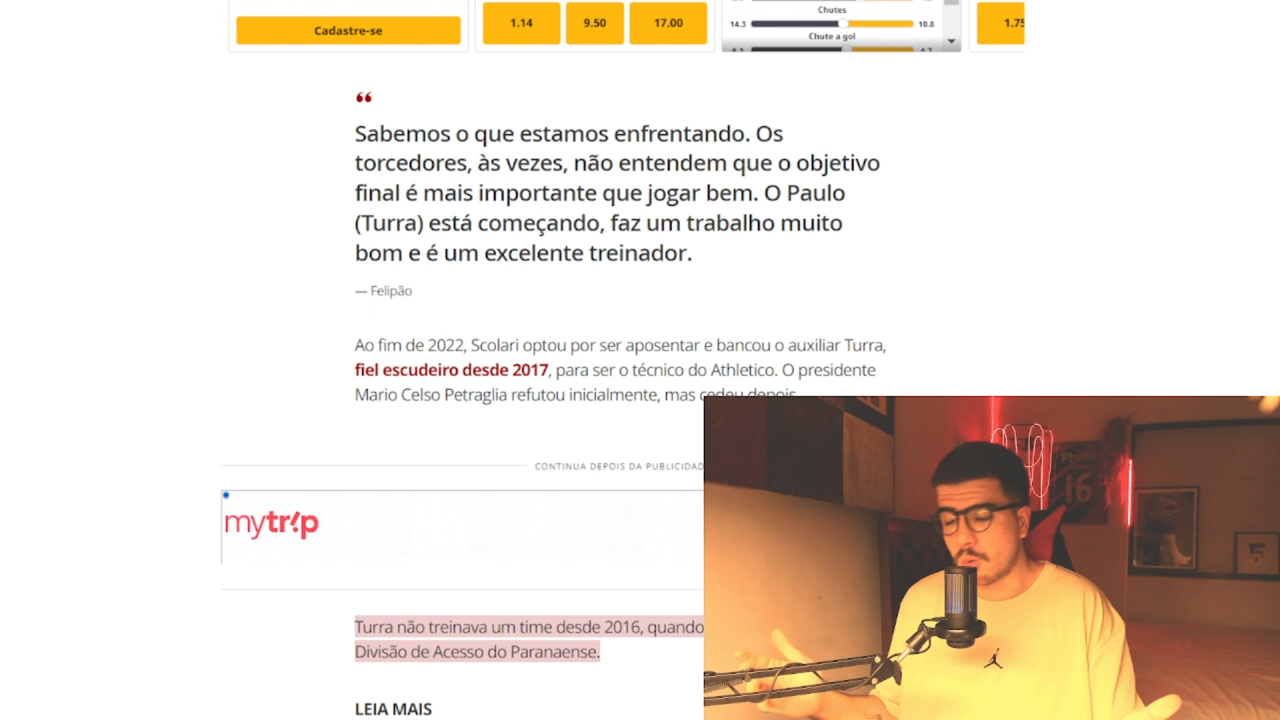 Cadastre-se
1.14
9.50
17.00
Chutes
14.3
10.8
Chute a gol
1.75
“
Sabemos o que estamos enfrentando. Os
torcedores, às vezes, não entendem que o objetivo
final é mais importante que jogar bem. O Paulo
(Turra) está começando, faz um trabalho muito
bom e é um excelente treinador.
— Felipão
Ao fim de 2022, Scolari optou por ser aposentar e bancou o auxiliar Turra,
fiel escudeiro desde 2017, para ser o técnico do Athletico. O presidente
Mario Celso Petraglia refutou inicialmente, mas cedeu depois.
CONTINUA DEPOIS DA PUBLICIDAD
mytrip
Turra não treinava um time desde 2016, quando
Divisão de Acesso do Paranaense.
LEIA MAIS
Philco
16